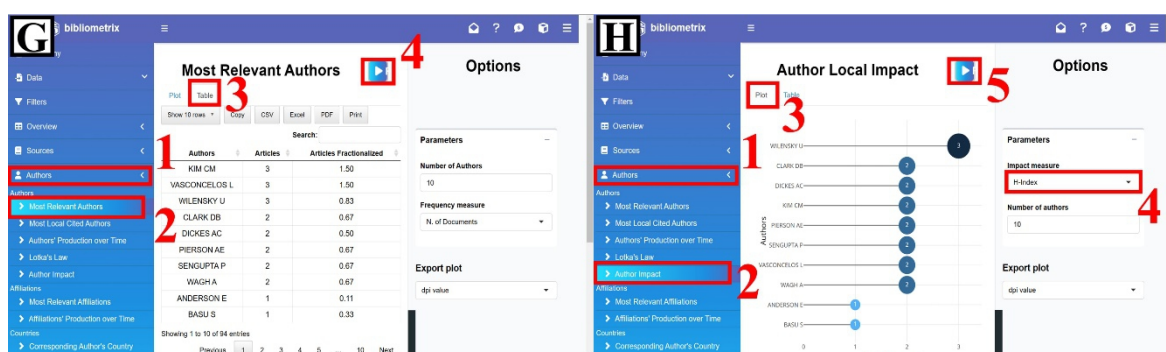 G
bibliometrix
Data
Filters
Overview
Sources
Authors
Authors
Most Relevant Authors
Most Local Cited Authors
Authors' Production over Time
Lotka's Law
Author Impact
Affiliations
Most Relevant Affiliations
Affiliations' Production over Time
Countries
Corresponding Author's Country
1
2
Most Relevant Authors
4
Plot Table
3
Show 10 rows Copy CSV Excel PDF Print
Search:
Authors Articles Articles Fractionalized
KIM CM 3 1.50
VASCONCELOS L 3 1.50
WILENSKY U 3 0.83
CLARK DB 2 0.67
DICKES AC 2 0.50
PIERSON AE 2 0.67
SENGUPTA P 2 0.67
WAGH A 2 0.67
ANDERSON E 1 0.11
BASU S 1 0.33
Showing 1 to 10 of 94 entries
Previous 1 2 3 4 5 ... 10 Next
Options
Parameters
Number of Authors
10
Frequency measure
N. of Documents
Export plot
dpi value
H
bibliometrix
Data
Filters
Overview
Sources
Authors
Authors
Most Relevant Authors
Most Local Cited Authors
Authors' Production over Time
Lotka's Law
Author Impact
Affiliations
Most Relevant Affiliations
Affiliations' Production over Time
Countries
Corresponding Author's Country
1
2
Author Local Impact
5
Plot Table
3
Authors
WILENSKY U 3
CLARK DB 2
DICKES AC 2
KIM CM 2
PIERSON AE 2
SENGUPTA P 2
VASCONCELOS L 2
WAGH A 2
ANDERSON E 1
BASU S 1
0 1 2 3
Options
Parameters
Impact measure
H-Index
4
Number of authors
10
Export plot
dpi value